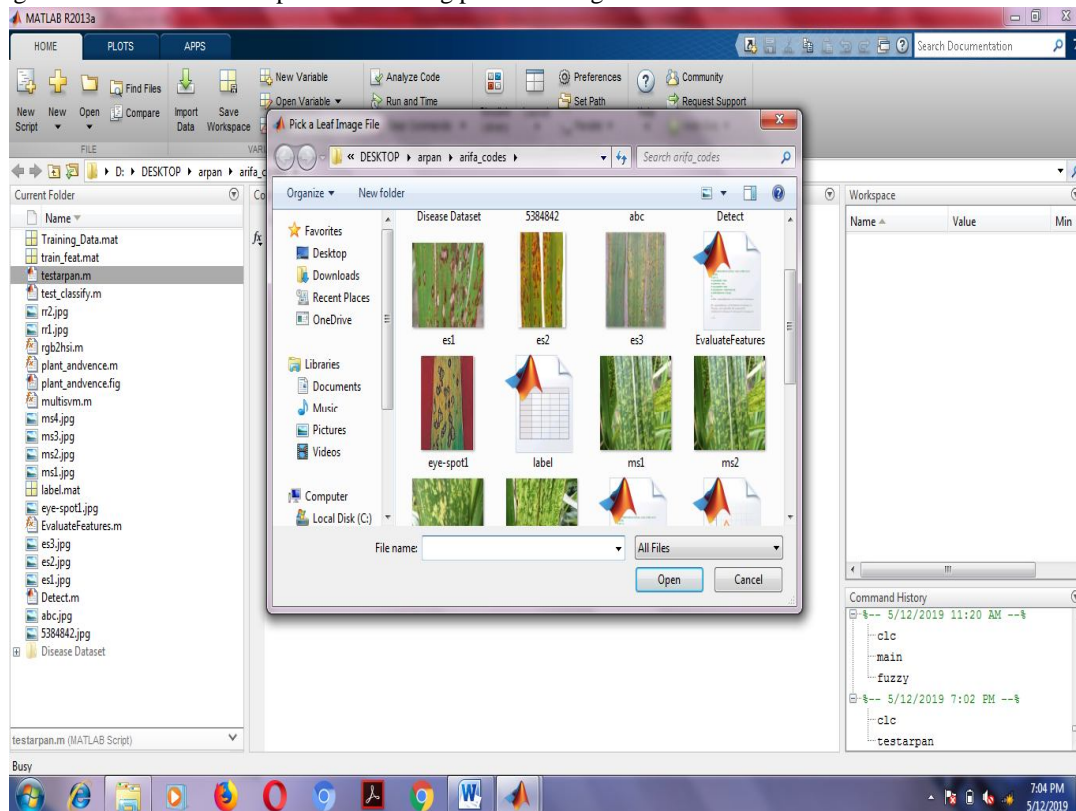 MATLAB R2013a
HOME PLOTS APPS
Search Documentation
New Script
New
Open
Find Files
Compare
Import Data
Save Workspace
New Variable
Open Variable
Analyze Code
Run and Time
Preferences
Set Path
Community
Request Support
FILE
D: DESKTOP arpan
Current Folder
Name
Training_Data.mat
train_feat.mat
testarpan.m
test_classify.m
rr2.jpg
rr1.jpg
rgb2hsi.m
plant_andvence.m
plant_andvence.fig
multisvm.m
ms4.jpg
ms3.jpg
ms2.jpg
ms1.jpg
label.mat
eye-spot1.jpg
EvaluateFeatures.m
es3.jpg
es2.jpg
es1.jpg
Detect.m
abc.jpg
5384842.jpg
Disease Dataset
testarpan.m (MATLAB Script)
Busy
Pick a Leaf Image File
« DESKTOP arpan arifa_codes
Search arifa_codes
Organize New folder
Favorites
Desktop
Downloads
Recent Places
OneDrive
Libraries
Documents
Music
Pictures
Videos
Computer
Local Disk (C:)
Disease Dataset 5384842 abc Detect
es1 es2 es3 EvaluateFeatures
eye-spot1 label ms1 ms2
File name: All Files
Open Cancel
Workspace
Name Value Min
Command History
%-- 5/12/2019 11:20 AM --%
clc
main
fuzzy
%-- 5/12/2019 7:02 PM --%
clc
testarpan
7:04 PM
5/12/2019